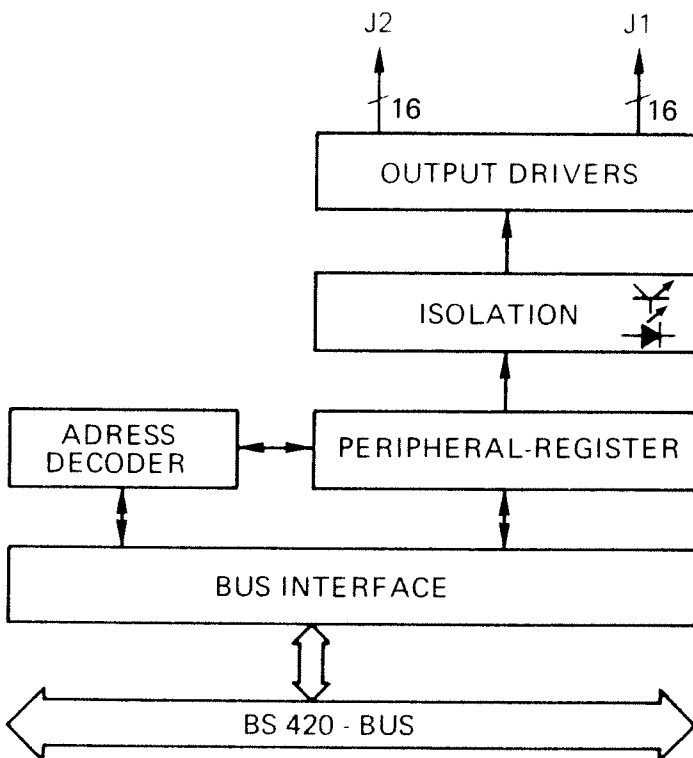 J2
J1
16
16
OUTPUT DRIVERS
ISOLATION
ADRESS
DECODER
PERIPHERAL-REGISTER
BUS INTERFACE
BS 420 - BUS